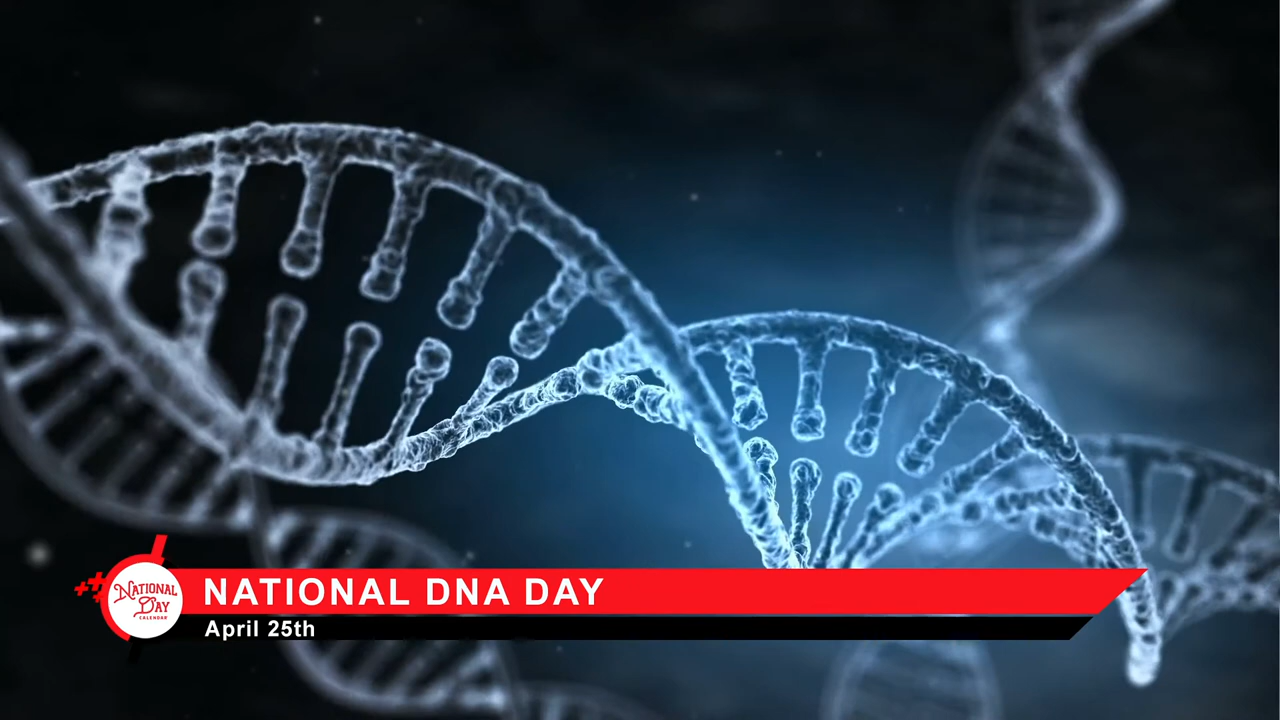 NATIONAL DNA DAY
April 25th
NATIONAL
DAY
CALENDAR